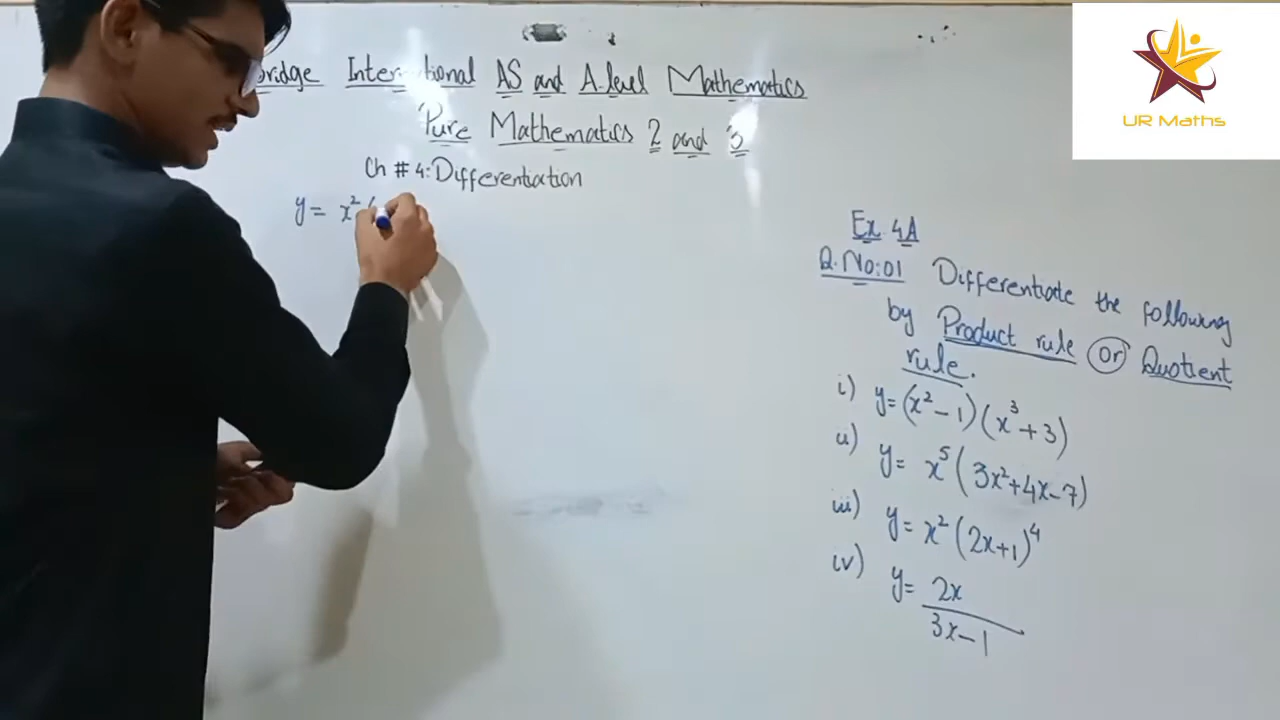 International AS and A level Mathematics
Pure Mathematics 2 and 3
Ch # 4: Differentiation
y = x² (
Ex. 4A
Q.No:01 Differentiate the following
by Product rule Or Quotient
rule.
i) y = (x² - 1)(x³ + 3)
ii) y = x⁵ (3x² + 4x - 7)
iii) y = x² (2x + 1)⁴
iv) y = 2x
3x - 1
UR Maths